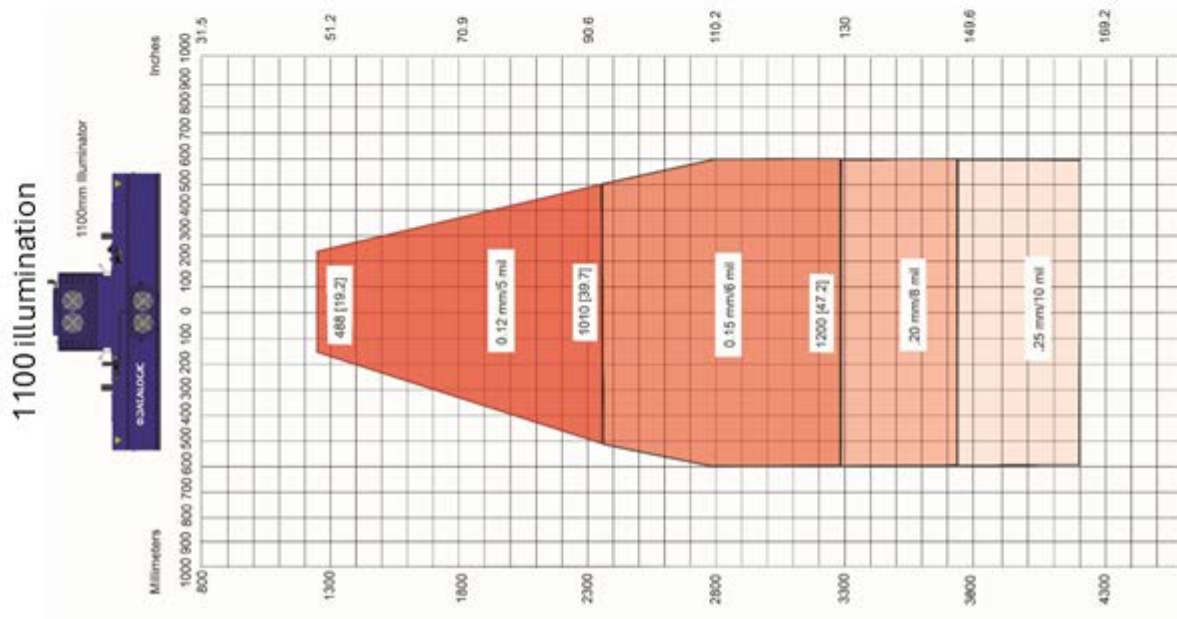 1100 illumination
1100mm Illuminator
DATALOGIC
Millimeters
Inches
1000 900 800 700 600 500 400 300 200 100 0 100 200 300 400 500 600 700 800 900 1000
800
31.5
1300
51.2
1800
70.9
2300
90.6
2800
110.2
3300
130
3800
149.6
4300
169.2
488 [19.2]
0.12 mm/5 mil
1010 [39.7]
0.15 mm/6 mil
1200 [47.2]
.20 mm/8 mil
.25 mm/10 mil